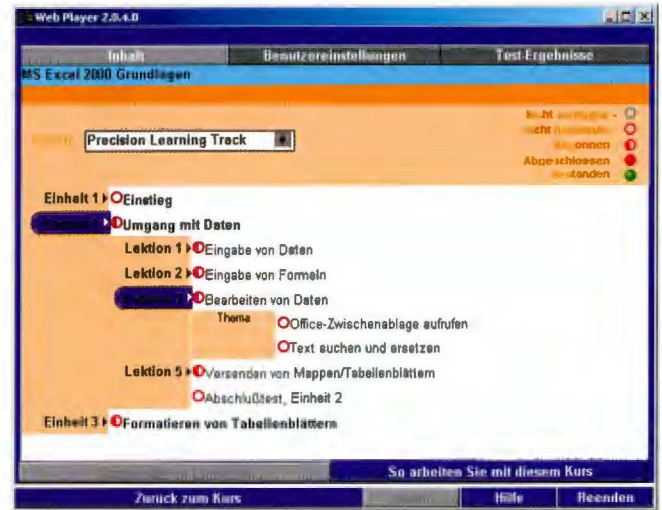 Web Player 2.0.4.0
Inhalt Benutzereinstellungen Test-Ergebnisse
MS Excel 2000 Grundlagen
Precision Learning Track
Abgeschlossen
Einheit 1 Einstieg
Umgang mit Daten
Lektion 1 Eingabe von Daten
Lektion 2 Eingabe von Formeln
Bearbeiten von Daten
Thema
Office-Zwischenablage aufrufen
Text suchen und ersetzen
Lektion 5 Versenden von Mappen/Tabellenblättern
Abschlußtest, Einheit 2
Einheit 3 Formatieren von Tabellenblättern
So arbeiten Sie mit diesem Kurs
Zurück zum Kurs Hilfe Beenden